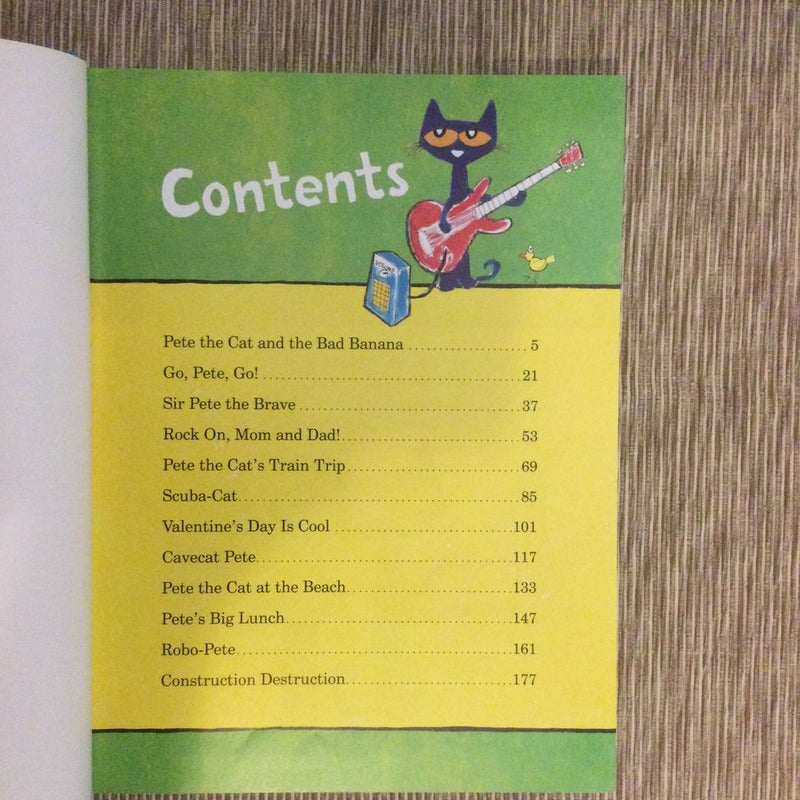 Contents
VOLUME
Pete the Cat and the Bad Banana .................... 5
Go, Pete, Go! ............................................ 21
Sir Pete the Brave ..................................... 37
Rock On, Mom and Dad!.............................. 53
Pete the Cat's Train Trip............................. 69
Scuba-Cat................................................ 85
Valentine's Day Is Cool .............................. 101
Cavecat Pete............................................ 117
Pete the Cat at the Beach............................ 133
Pete's Big Lunch....................................... 147
Robo-Pete............................................... 161
Construction Destruction............................ 177